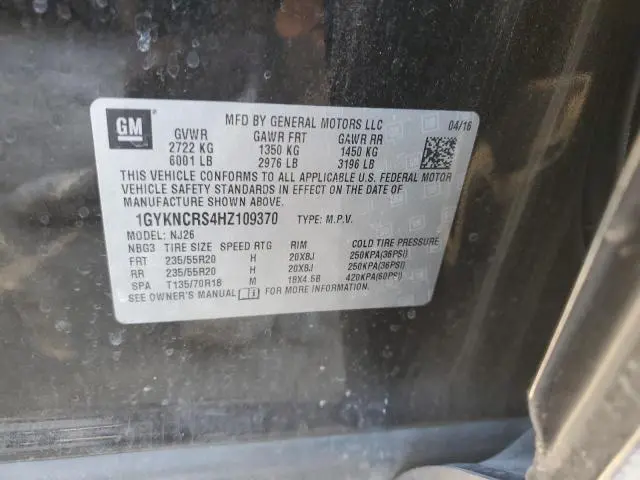 GM
MFD BY GENERAL MOTORS LLC
04/16
GVWR GAWR FRT GAWR RR
2722 KG 1350 KG 1450 KG
6001 LB 2976 LB 3196 LB
THIS VEHICLE CONFORMS TO ALL APPLICABLE U.S. FEDERAL MOTOR
VEHICLE SAFETY STANDARDS IN EFFECT ON THE DATE OF
MANUFACTURE SHOWN ABOVE.
1GYKNCRS4HZ109370 TYPE: M.P.V.
MODEL: NJ26
NBG3 TIRE SIZE SPEED RTG RIM COLD TIRE PRESSURE
FRT 235/55R20 H 20X8J 250KPA(36PSI)
RR 235/55R20 H 20X8J 250KPA(36PSI)
SPA T135/70R18 M 18X4.5B 420KPA(60PSI)
SEE OWNER'S MANUAL FOR MORE INFORMATION.